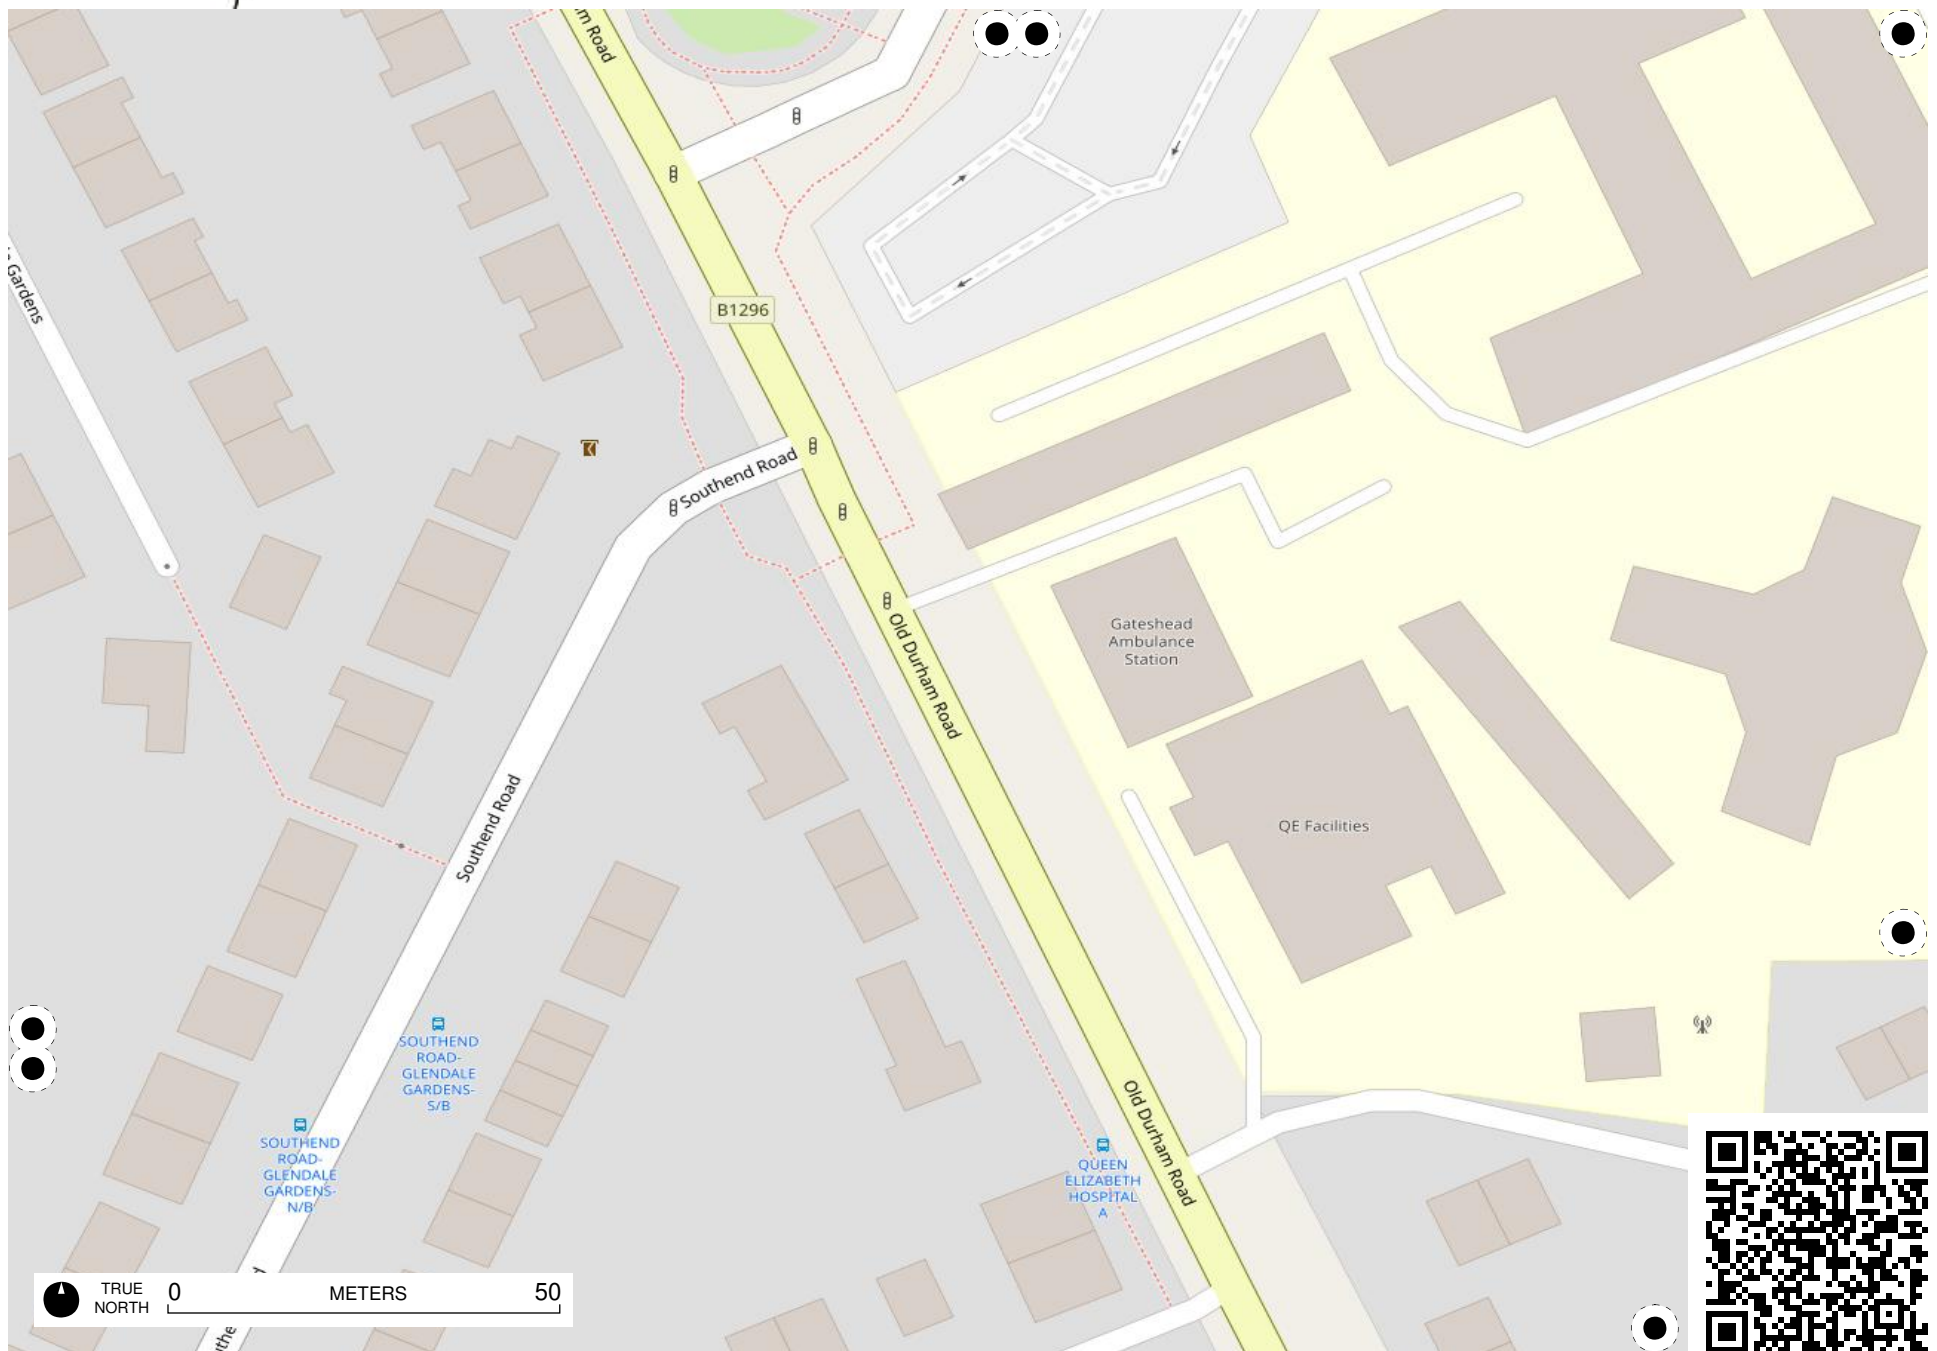 m Road
s Gardens
B1296
Southend Road
Old Durham Road
Gateshead
Ambulance
Station
QE Facilities
Southend Road
SOUTHEND
ROAD-
GLENDALE
GARDENS-
S/B
SOUTHEND
ROAD-
GLENDALE
GARDENS-
N/B
Old Durham Road
QUEEN
ELIZABETH
HOSPITAL
A
TRUE
NORTH
0
METERS
50